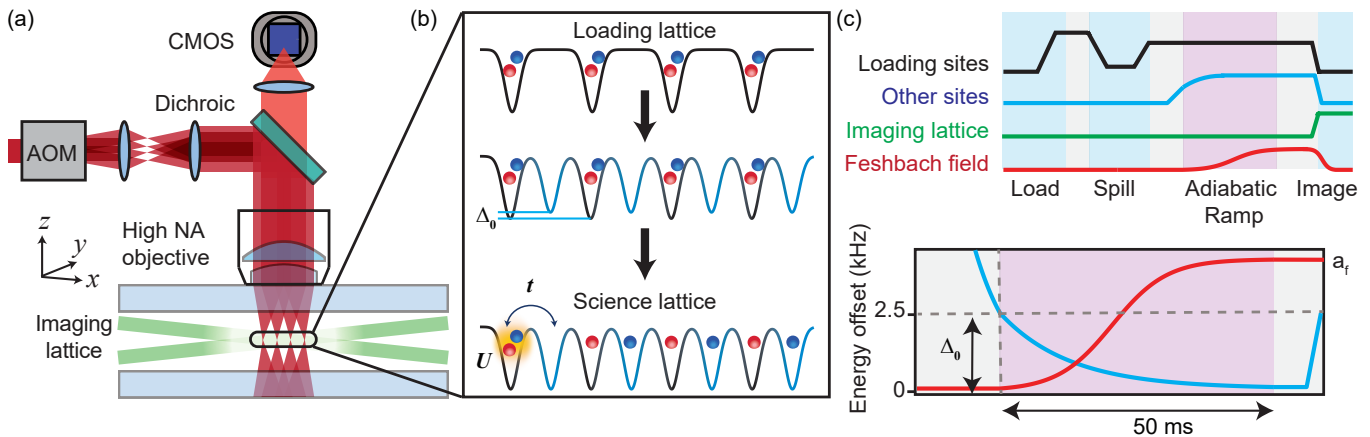 (a)
CMOS
Dichroic
AOM
z
y
x
High NA
objective
Imaging
lattice
(b)
Loading lattice
Δ₀
Science lattice
t
U
(c)
Loading sites
Other sites
Imaging lattice
Feshbach field
Load
Spill
Adiabatic
Ramp
Image
Energy offset (kHz)
2.5
0
Δ₀
a_f
50 ms